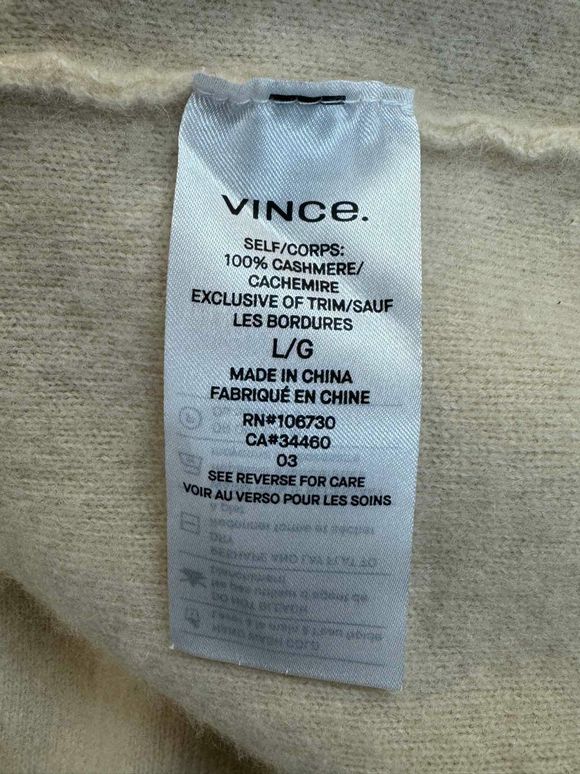 VINCE.
SELF/CORPS:
100% CASHMERE/
CACHEMIRE
EXCLUSIVE OF TRIM/SAUF
LES BORDURES
L/G
MADE IN CHINA
FABRIQUÉ EN CHINE
RN#106730
CA#34460
03
SEE REVERSE FOR CARE
VOIR AU VERSO POUR LES SOINS